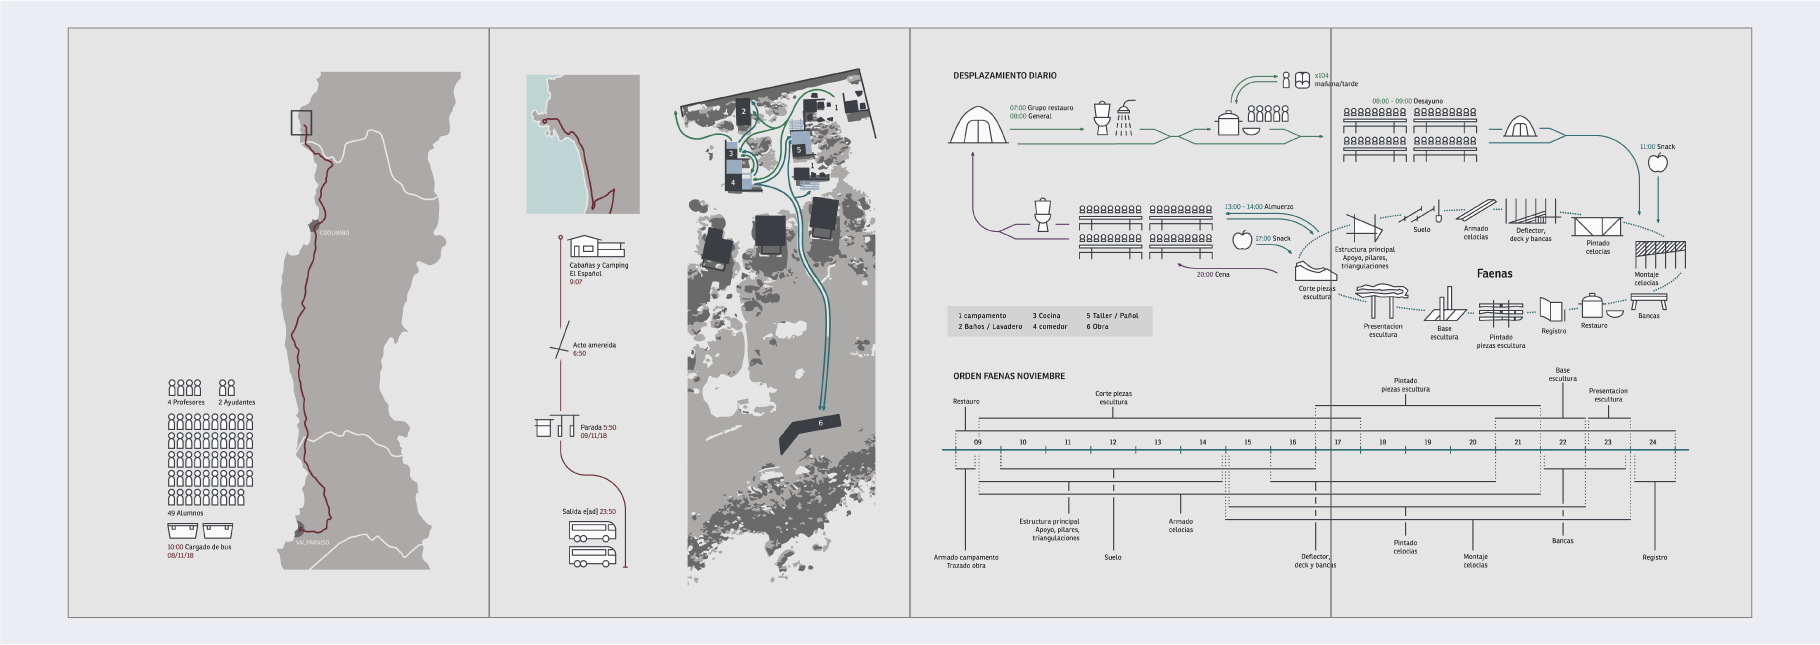 COQUIMBO
VALPARAISO
4 Profesores
2 Ayudantes
49 Alumnos
10:00 Cargado de bus
08/11/18
Cabañas y Camping
El Español
9:07
Acto amereida
6:50
Parada 5:50
09/11/18
Salida e[ad] 23:50
1
2
3
4
5
1
6
DESPLAZAMIENTO DIARIO
07:00 Grupo restauro
08:00 General
x104
mañana/tarde
08:00 - 09:00 Desayuno
11:00 Snack
13:00 - 14:00 Almuerzo
17:00 Snack
20:00 Cena
Faenas
Estructura principal
Apoyo, pilares,
triangulaciones
Suelo
Armado
celocias
Deflector,
deck y bancas
Pintado
celocias
Montaje
celocias
Bancas
Restauro
Registro
Pintado
piezas escultura
Base
escultura
Presentacion
escultura
Corte piezas
escultura
1 campamento
3 Cocina
5 Taller / Pañol
2 Baños / Lavadero
4 comedor
6 Obra
ORDEN FAENAS NOVIEMBRE
Restauro
Corte piezas
escultura
Pintado
piezas escultura
Base
escultura
Presentacion
escultura
09 10 11 12 13 14 15 16 17 18 19 20 21 22 23 24
Armado campamento
Trazado obra
Estructura principal
Apoyo, pilares,
triangulaciones
Suelo
Armado
celocias
Deflector,
deck y bancas
Pintado
celocias
Montaje
celocias
Bancas
Registro